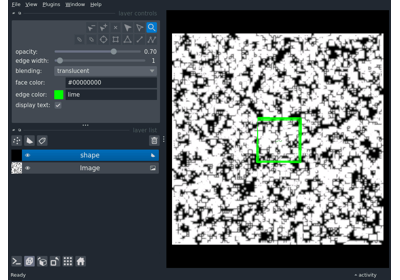 File View Plugins Window Help
layer controls
opacity: 0.70
edge width: 1
blending: translucent
face color: #00000000
edge color: lime
display text:
layer list
shape
Image
Ready
activity